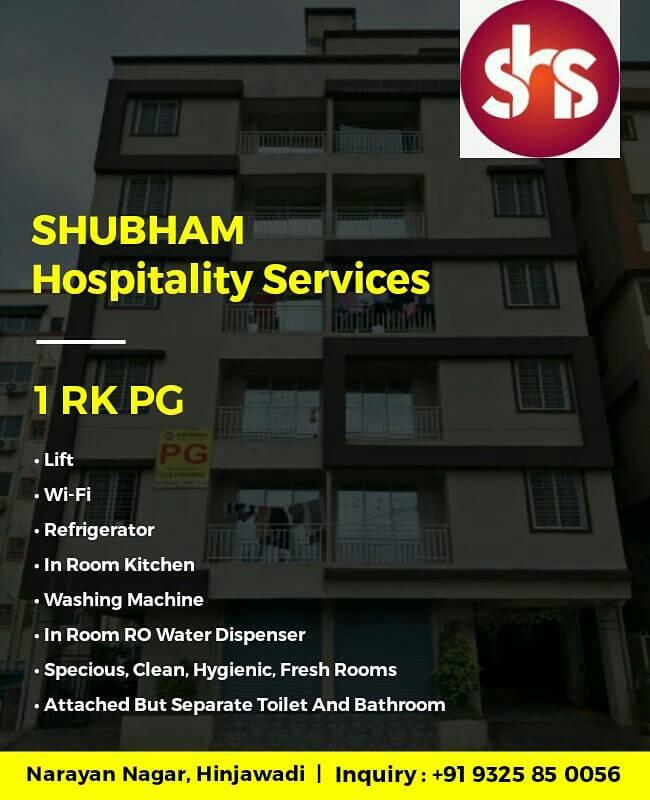 shs
SHUBHAM
Hospitality Services
1 RK PG
• Lift
PG
• Wi-Fi
• Refrigerator
• In Room Kitchen
• Washing Machine
• In Room RO Water Dispenser
• Specious, Clean, Hygienic, Fresh Rooms
• Attached But Separate Toilet And Bathroom
Narayan Nagar, Hinjawadi | Inquiry : +91 9325 85 0056